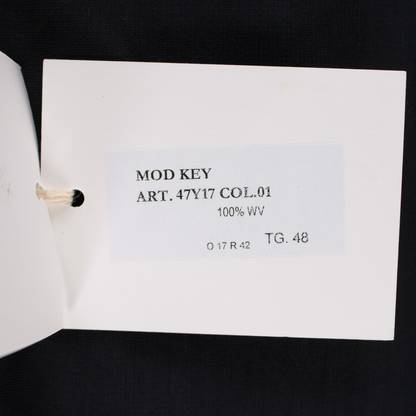 MOD KEY
ART. 47Y17 COL.01
100% WV
O 17 R 42 TG. 48